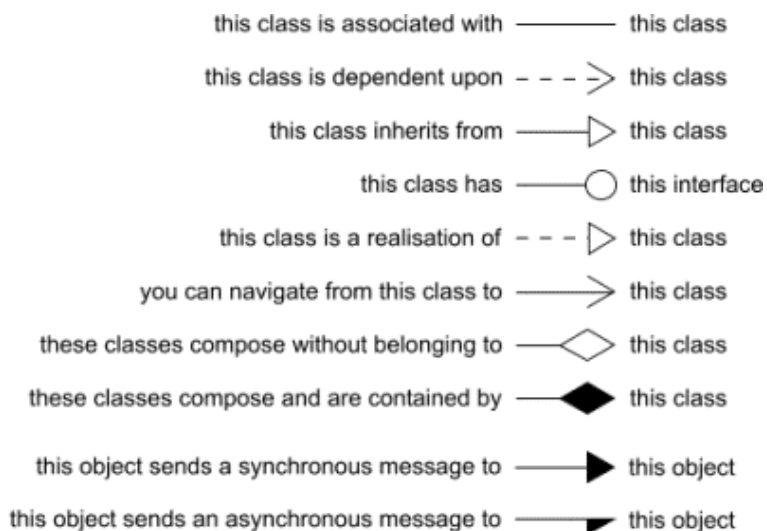 this class is associated with this class
this class is dependent upon this class
this class inherits from this class
this class has this interface
this class is a realisation of this class
you can navigate from this class to this class
these classes compose without belonging to this class
these classes compose and are contained by this class
this object sends a synchronous message to this object
this object sends an asynchronous message to this object